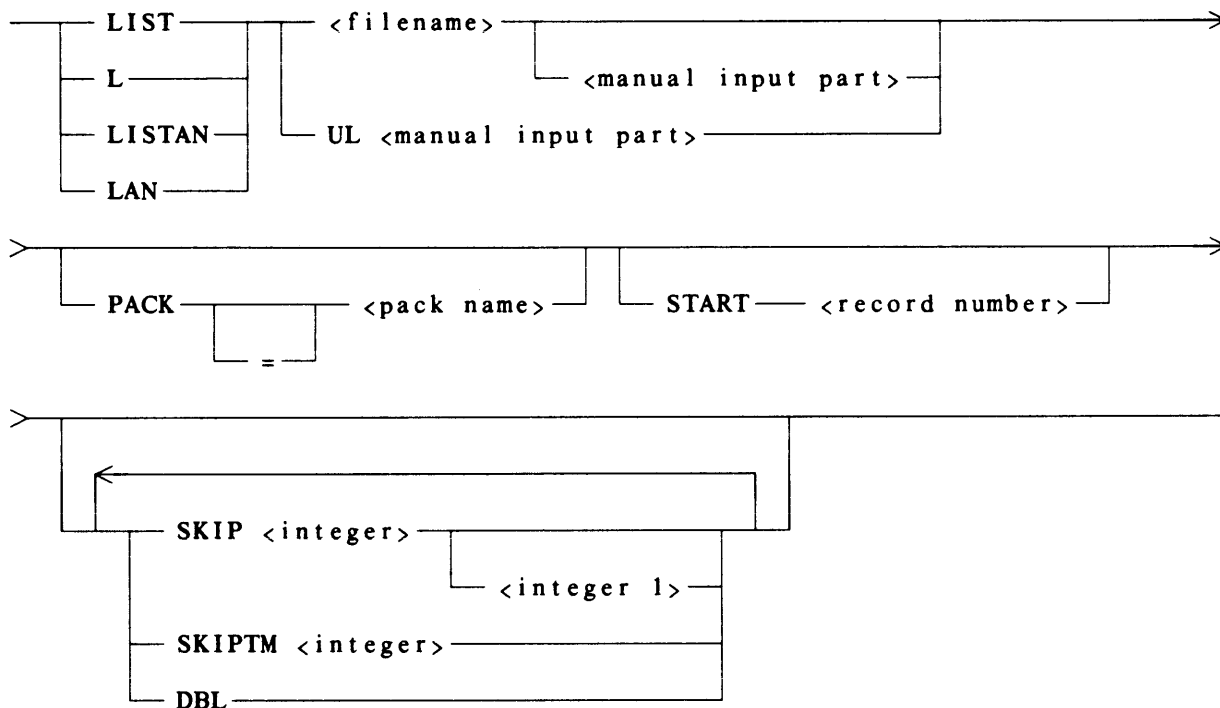 LIST <filename>
L <manual input part>
LISTAN UL <manual input part>
LAN
PACK <pack name> START <record number>
=
SKIP <integer>
<integer 1>
SKIPTM <integer>
DBL